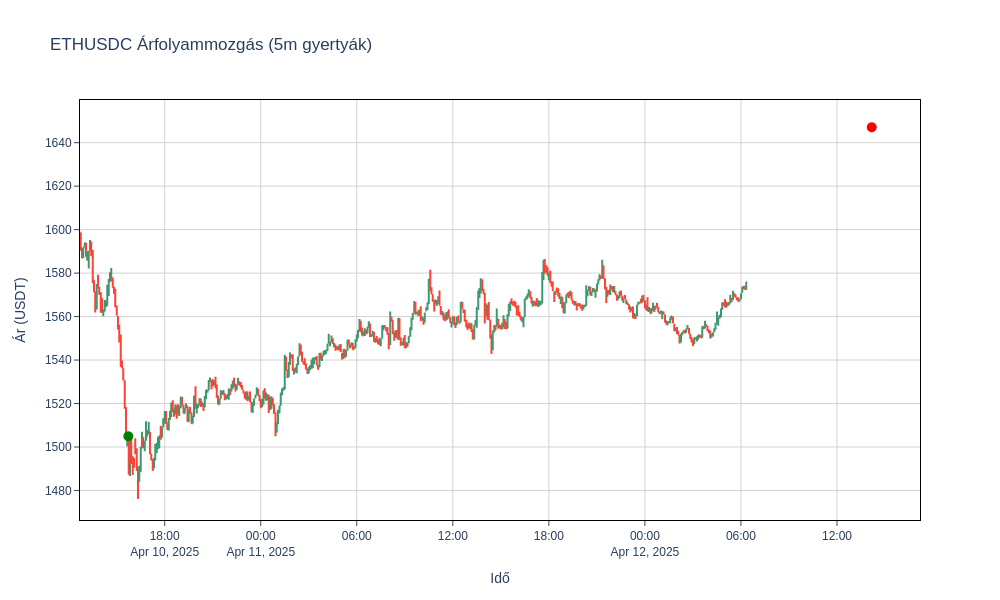 ETHUSDC Árfolyammozgás (5m gyertyák)
Ár (USDT)
1640
1620
1600
1580
1560
1540
1520
1500
1480
18:00
Apr 10, 2025
00:00
Apr 11, 2025
06:00
12:00
18:00
00:00
Apr 12, 2025
06:00
12:00
Idő